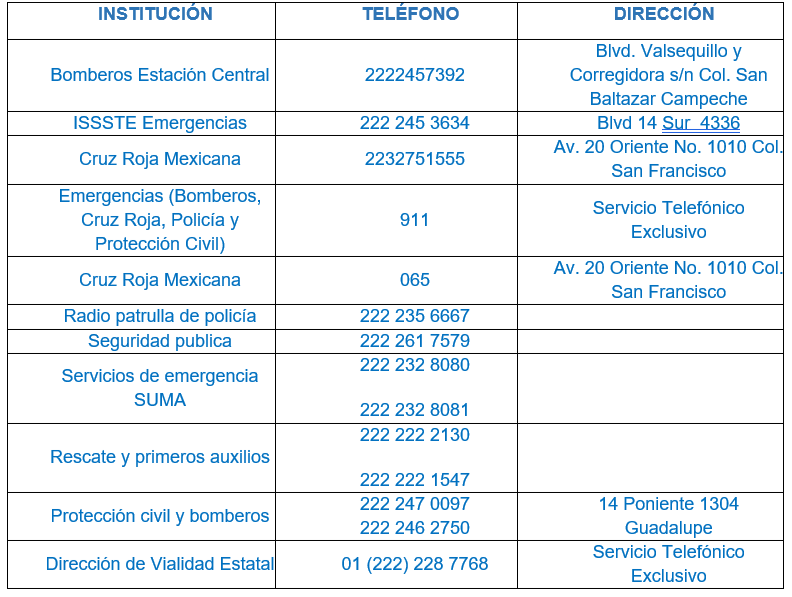 INSTITUCIÓN TELÉFONO DIRECCIÓN
Bomberos Estación Central 2222457392 Blvd. Valsequillo y
Corregidora s/n Col. San
Baltazar Campeche
ISSSTE Emergencias 222 245 3634 Blvd 14 Sur 4336
Cruz Roja Mexicana 2232751555 Av. 20 Oriente No. 1010 Col.
San Francisco
Emergencias (Bomberos,
Cruz Roja, Policía y
Protección Civil) 911 Servicio Telefónico
Exclusivo
Cruz Roja Mexicana 065 Av. 20 Oriente No. 1010 Col.
San Francisco
Radio patrulla de policía 222 235 6667
Seguridad publica 222 261 7579
Servicios de emergencia
SUMA 222 232 8080
222 232 8081
Rescate y primeros auxilios 222 222 2130
222 222 1547
Protección civil y bomberos 222 247 0097
222 246 2750 14 Poniente 1304
Guadalupe
Dirección de Vialidad Estatal 01 (222) 228 7768 Servicio Telefónico
Exclusivo